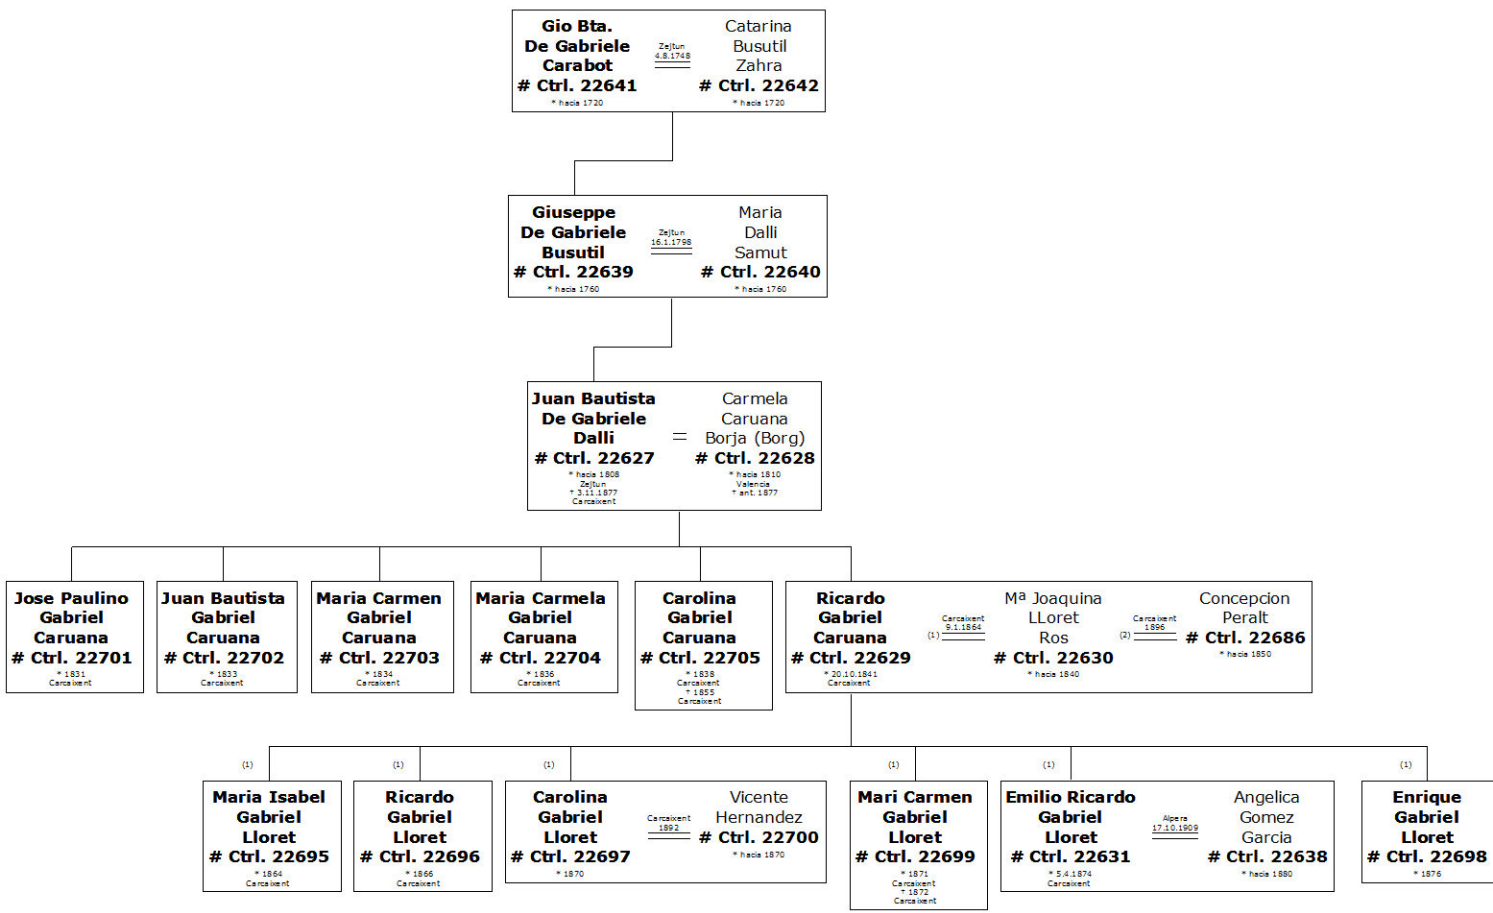 Gio Bta.
De Gabriele
Carabot
# Ctrl. 22641
* hacia 1720
Zejtun
4.8.1748
Catarina
Busutil
Zahra
# Ctrl. 22642
* hacia 1720
Giuseppe
De Gabriele
Busutil
# Ctrl. 22639
* hacia 1760
Zejtun
16.1.1798
Maria
Dalli
Samut
# Ctrl. 22640
* hacia 1760
Juan Bautista
De Gabriele
Dalli
# Ctrl. 22627
* hacia 1808
Zejtun
† 3.11.1877
Carcaixent
Carmela
Caruana
Borja (Borg)
# Ctrl. 22628
* hacia 1810
Valencia
† ant. 1877
Jose Paulino
Gabriel
Caruana
# Ctrl. 22701
* 1831
Carcaixent
Juan Bautista
Gabriel
Caruana
# Ctrl. 22702
* 1833
Carcaixent
Maria Carmen
Gabriel
Caruana
# Ctrl. 22703
* 1834
Carcaixent
Maria Carmela
Gabriel
Caruana
# Ctrl. 22704
* 1836
Carcaixent
Carolina
Gabriel
Caruana
# Ctrl. 22705
* 1838
Carcaixent
† 1855
Carcaixent
Ricardo
Gabriel
Caruana
# Ctrl. 22629
* 20.10.1841
Carcaixent
(1)
Carcaixent
9.1.1864
Mª Joaquina
LLoret
Ros
# Ctrl. 22630
* hacia 1840
(2)
Carcaixent
1896
Concepcion
Peralt
# Ctrl. 22686
* hacia 1850
(1)
Maria Isabel
Gabriel
Lloret
# Ctrl. 22695
* 1864
Carcaixent
(1)
Ricardo
Gabriel
Lloret
# Ctrl. 22696
* 1866
Carcaixent
(1)
Carolina
Gabriel
Lloret
# Ctrl. 22697
* 1870
Carcaixent
1892
Vicente
Hernandez
# Ctrl. 22700
* hacia 1870
(1)
Mari Carmen
Gabriel
Lloret
# Ctrl. 22699
* 1871
Carcaixent
† 1872
Carcaixent
(1)
Emilio Ricardo
Gabriel
Lloret
# Ctrl. 22631
* 5.4.1874
Carcaixent
Alpera
17.10.1909
Angelica
Gomez
Garcia
# Ctrl. 22638
* hacia 1880
(1)
Enrique
Gabriel
Lloret
# Ctrl. 22698
* 1876